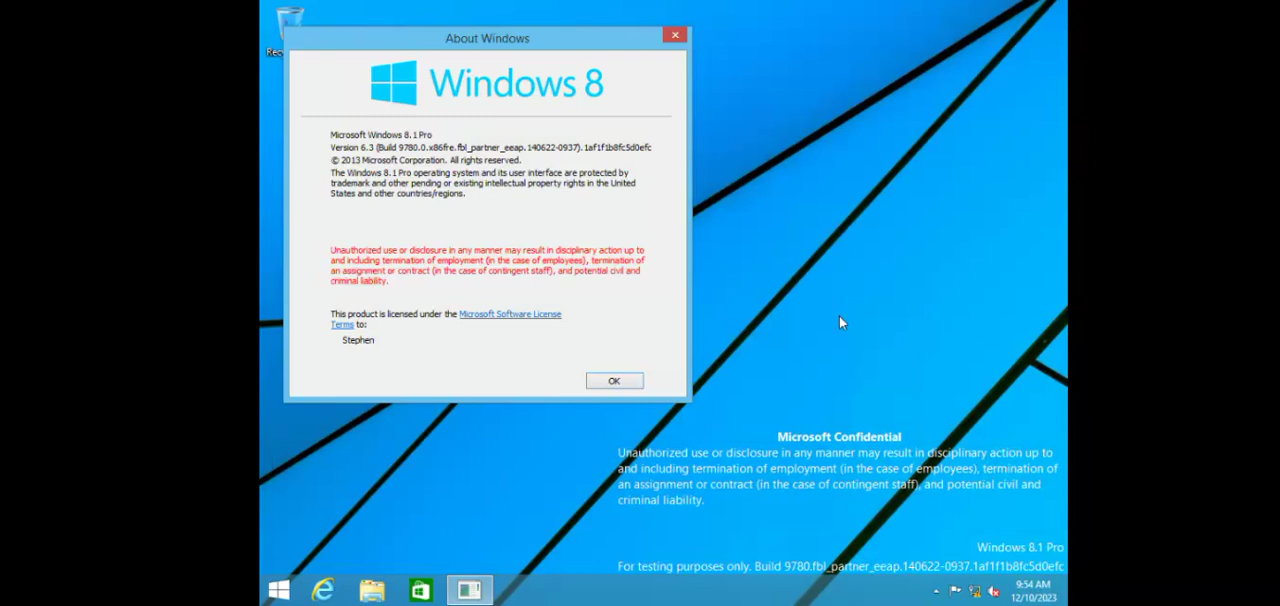 Rec
About Windows
Windows 8
Microsoft Windows 8.1 Pro
Version 6.3 (Build 9780.0.x86fre.fbl_partner_eeap.140622-0937).1af1f1b8fc5d0efc
© 2013 Microsoft Corporation. All rights reserved.
The Windows 8.1 Pro operating system and its user interface are protected by
trademark and other pending or existing intellectual property rights in the United
States and other countries/regions.
Unauthorized use or disclosure in any manner may result in disciplinary action up to
and including termination of employment (in the case of employees), termination of
an assignment or contract (in the case of contingent staff), and potential civil and
criminal liability.
This product is licensed under the Microsoft Software License
Terms to:
Stephen
OK
Microsoft Confidential
Unauthorized use or disclosure in any manner may result in disciplinary action up to
and including termination of employment (in the case of employees), termination of
an assignment or contract (in the case of contingent staff), and potential civil and
criminal liability.
Windows 8.1 Pro
For testing purposes only. Build 9780.fbl_partner_eeap.140622-0937.1af1f1b8fc5d0efc
9:54 AM
12/10/2023